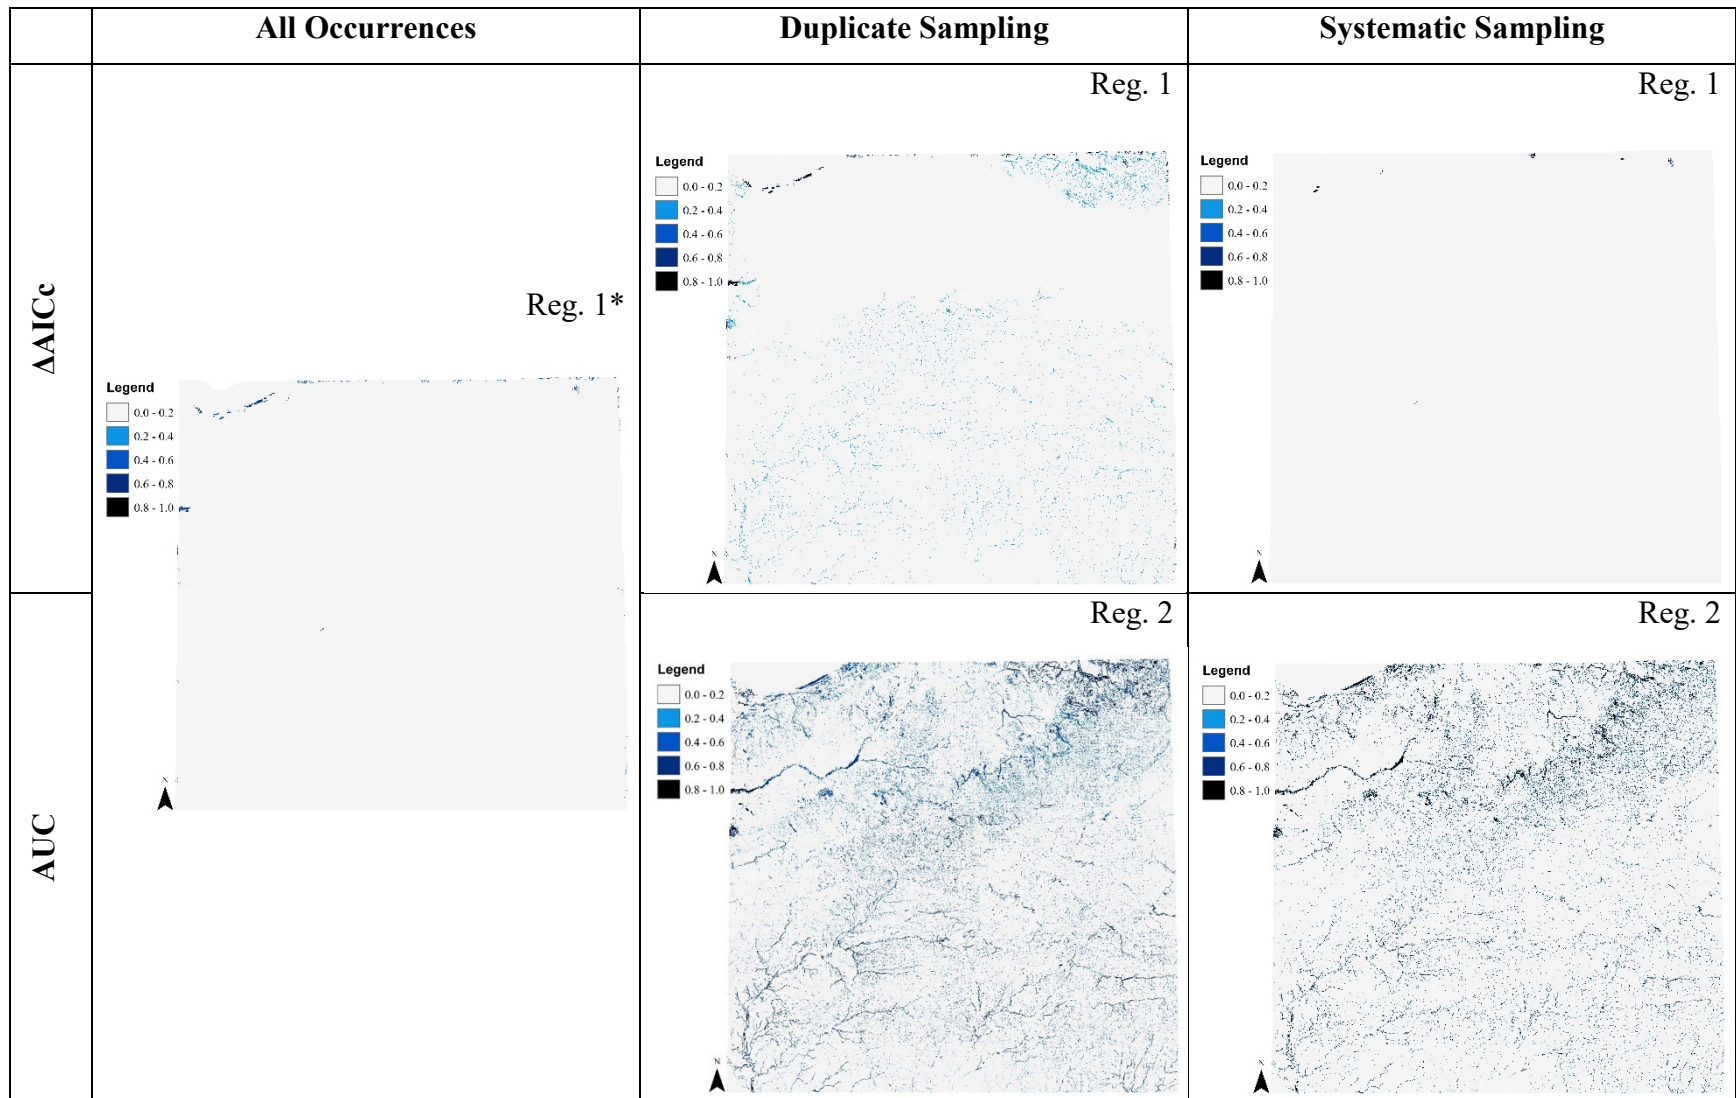 All Occurrences
Duplicate Sampling
Systematic Sampling
ΔAICc
Reg. 1*
Legend
0.0 - 0.2
0.2 - 0.4
0.4 - 0.6
0.6 - 0.8
0.8 - 1.0
N
Reg. 1
Legend
0.0 - 0.2
0.2 - 0.4
0.4 - 0.6
0.6 - 0.8
0.8 - 1.0
N
Reg. 1
Legend
0.0 - 0.2
0.2 - 0.4
0.4 - 0.6
0.6 - 0.8
0.8 - 1.0
N
AUC
Reg. 2
Legend
0.0 - 0.2
0.2 - 0.4
0.4 - 0.6
0.6 - 0.8
0.8 - 1.0
N
Reg. 2
Legend
0.0 - 0.2
0.2 - 0.4
0.4 - 0.6
0.6 - 0.8
0.8 - 1.0
N